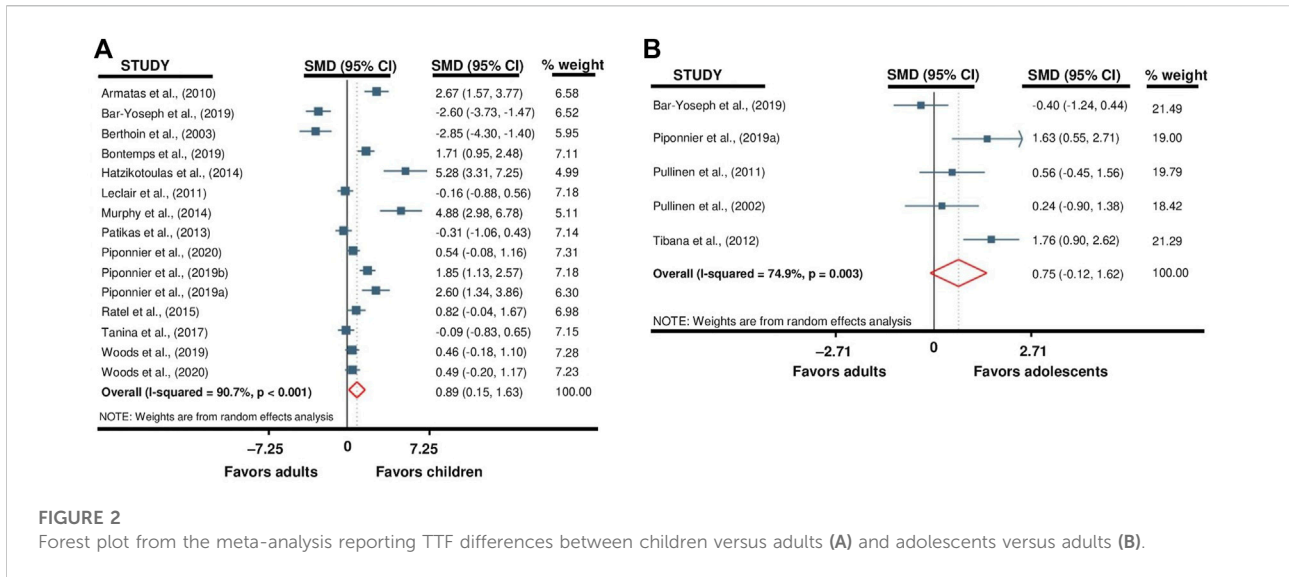 A
STUDY SMD (95% CI) SMD (95% CI) % weight
Armatas et al., (2010) 2.67 (1.57, 3.77) 6.58
Bar-Yoseph et al., (2019) -2.60 (-3.73, -1.47) 6.52
Berthoin et al., (2003) -2.85 (-4.30, -1.40) 5.95
Bontemps et al., (2019) 1.71 (0.95, 2.48) 7.11
Hatzikotoulas et al., (2014) 5.28 (3.31, 7.25) 4.99
Leclair et al., (2011) -0.16 (-0.88, 0.56) 7.18
Murphy et al., (2014) 4.88 (2.98, 6.78) 5.11
Patikas et al., (2013) -0.31 (-1.06, 0.43) 7.14
Piponnier et al., (2020) 0.54 (-0.08, 1.16) 7.31
Piponnier et al., (2019b) 1.85 (1.13, 2.57) 7.18
Piponnier et al., (2019a) 2.60 (1.34, 3.86) 6.30
Ratel et al., (2015) 0.82 (-0.04, 1.67) 6.98
Tanina et al., (2017) -0.09 (-0.83, 0.65) 7.15
Woods et al., (2019) 0.46 (-0.18, 1.10) 7.28
Woods et al., (2020) 0.49 (-0.20, 1.17) 7.23
Overall (I-squared = 90.7%, p < 0.001) 0.89 (0.15, 1.63) 100.00
NOTE: Weights are from random effects analysis
−7.25 0 7.25
Favors adults Favors children
B
STUDY SMD (95% CI) SMD (95% CI) % weight
Bar-Yoseph et al., (2019) -0.40 (-1.24, 0.44) 21.49
Piponnier et al., (2019a) 1.63 (0.55, 2.71) 19.00
Pullinen et al., (2011) 0.56 (-0.45, 1.56) 19.79
Pullinen et al., (2002) 0.24 (-0.90, 1.38) 18.42
Tibana et al., (2012) 1.76 (0.90, 2.62) 21.29
Overall (I-squared = 74.9%, p = 0.003) 0.75 (-0.12, 1.62) 100.00
NOTE: Weights are from random effects analysis
−2.71 0 2.71
Favors adults Favors adolescents
FIGURE 2
Forest plot from the meta-analysis reporting TTF differences between children versus adults (A) and adolescents versus adults (B).